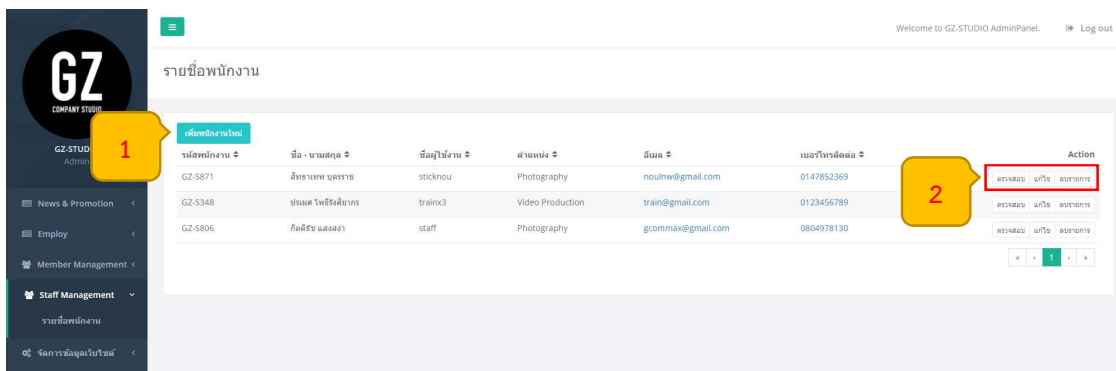 Welcome to GZ-STUDIO AdminPanel. Log out
GZ
COMPANY STUDIO
รายชื่อพนักงาน
GZ-STUD
Admin
1
เพิ่มพนักงานใหม่
รหัสพนักงาน ชื่อ - นามสกุล ชื่อผู้ใช้งาน ตำแหน่ง อีเมล เบอร์โทรติดต่อ Action
GZ-S871 สิทธาเทพ บุตรราช sticknou Photography noulnw@gmail.com 0147852369 ตรวจสอบ แก้ไข ลบรายการ
2
GZ-S348 ปรเมศ โพธิรังสิยากร trainx3 Video Production train@gmail.com 0123456789 ตรวจสอบ แก้ไข ลบรายการ
GZ-S806 กิตติธัช แสงสง่า staff Photography gcommax@gmail.com 0804978130 ตรวจสอบ แก้ไข ลบรายการ
« ‹ 1 › »
News & Promotion
Employ
Member Management
Staff Management
รายชื่อพนักงาน
จัดการข้อมูลเว็บไซต์